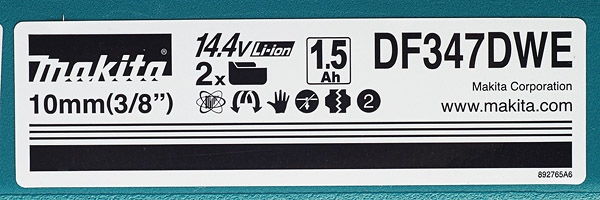 makita®
14.4V Li-ion
2x
1.5
Ah
DF347DWE
10mm(3/8")
2
Makita Corporation
www.makita.com
892765A6